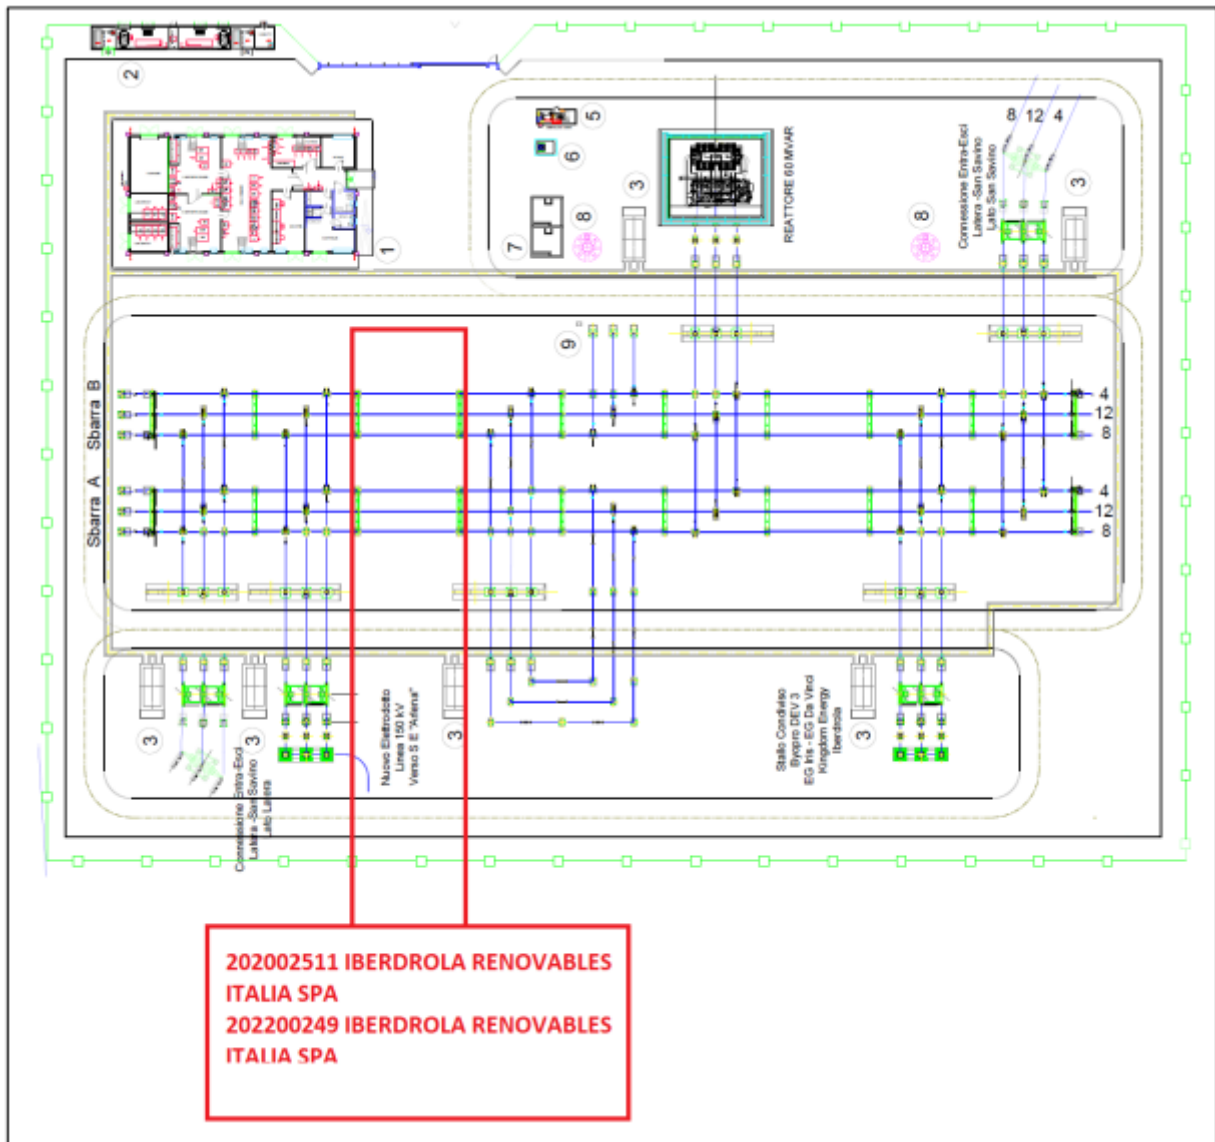 2
1
5
6
7
8
3
REATTORE 60 MVAR
8
Connessione Entra-Esci
Latera -San Savino
Lato San Savino
8 12 4
3
9
Sbarra B
Sbarra A
4
12
8
4
12
8
3
Connessione Entra-Esci
Latera -San Savino
Lato Latera
3
Nuovo Elettrodotto
Linea 150 kV
Verso S.E "Arlena"
3
Stallo Condiviso
Byopro DEV 3
EG Iris - EG Da Vinci
Kingdom Energy
Iberdrola
3
202002511 IBERDROLA RENOVABLES
ITALIA SPA
202200249 IBERDROLA RENOVABLES
ITALIA SPA